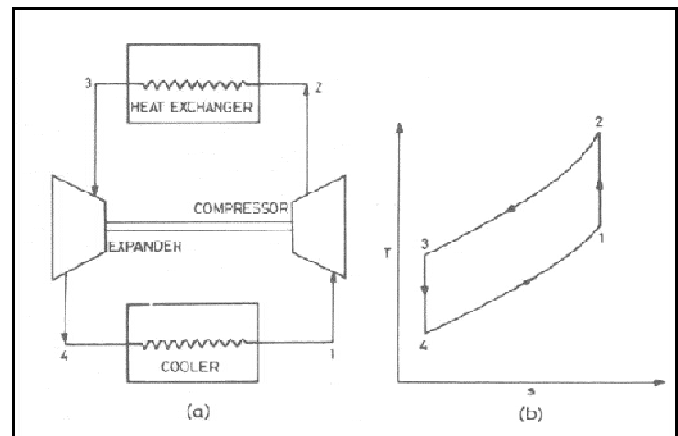 3
2
HEAT EXCHANGER
COMPRESSOR
EXPANDER
4
1
COOLER
(a)
2
1
T
3
4
s
(b)